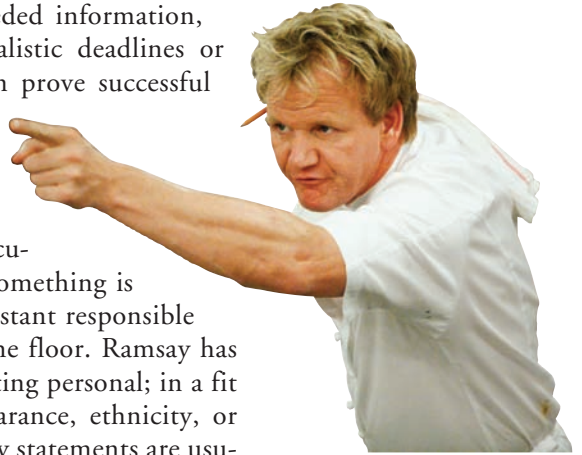 ded information,
alistic deadlines or
n prove successful
cu-
omething is
stant responsible
ne floor. Ramsay has
ting personal; in a fit
arance, ethnicity, or
y statements are usu-